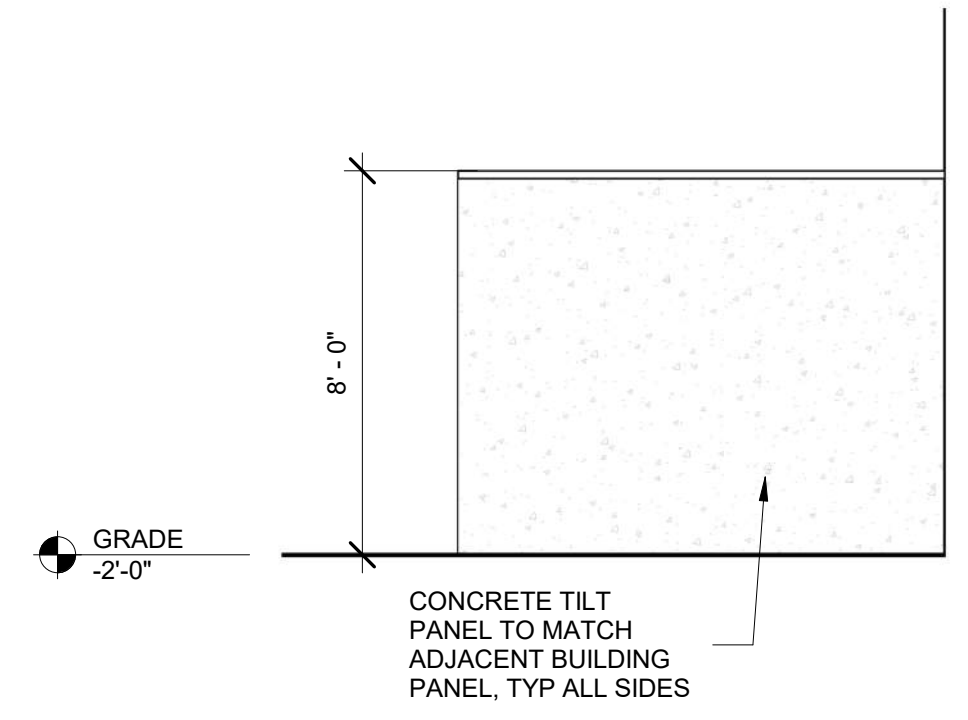 8' - 0"
GRADE
-2'-0"
CONCRETE TILT
PANEL TO MATCH
ADJACENT BUILDING
PANEL, TYP ALL SIDES